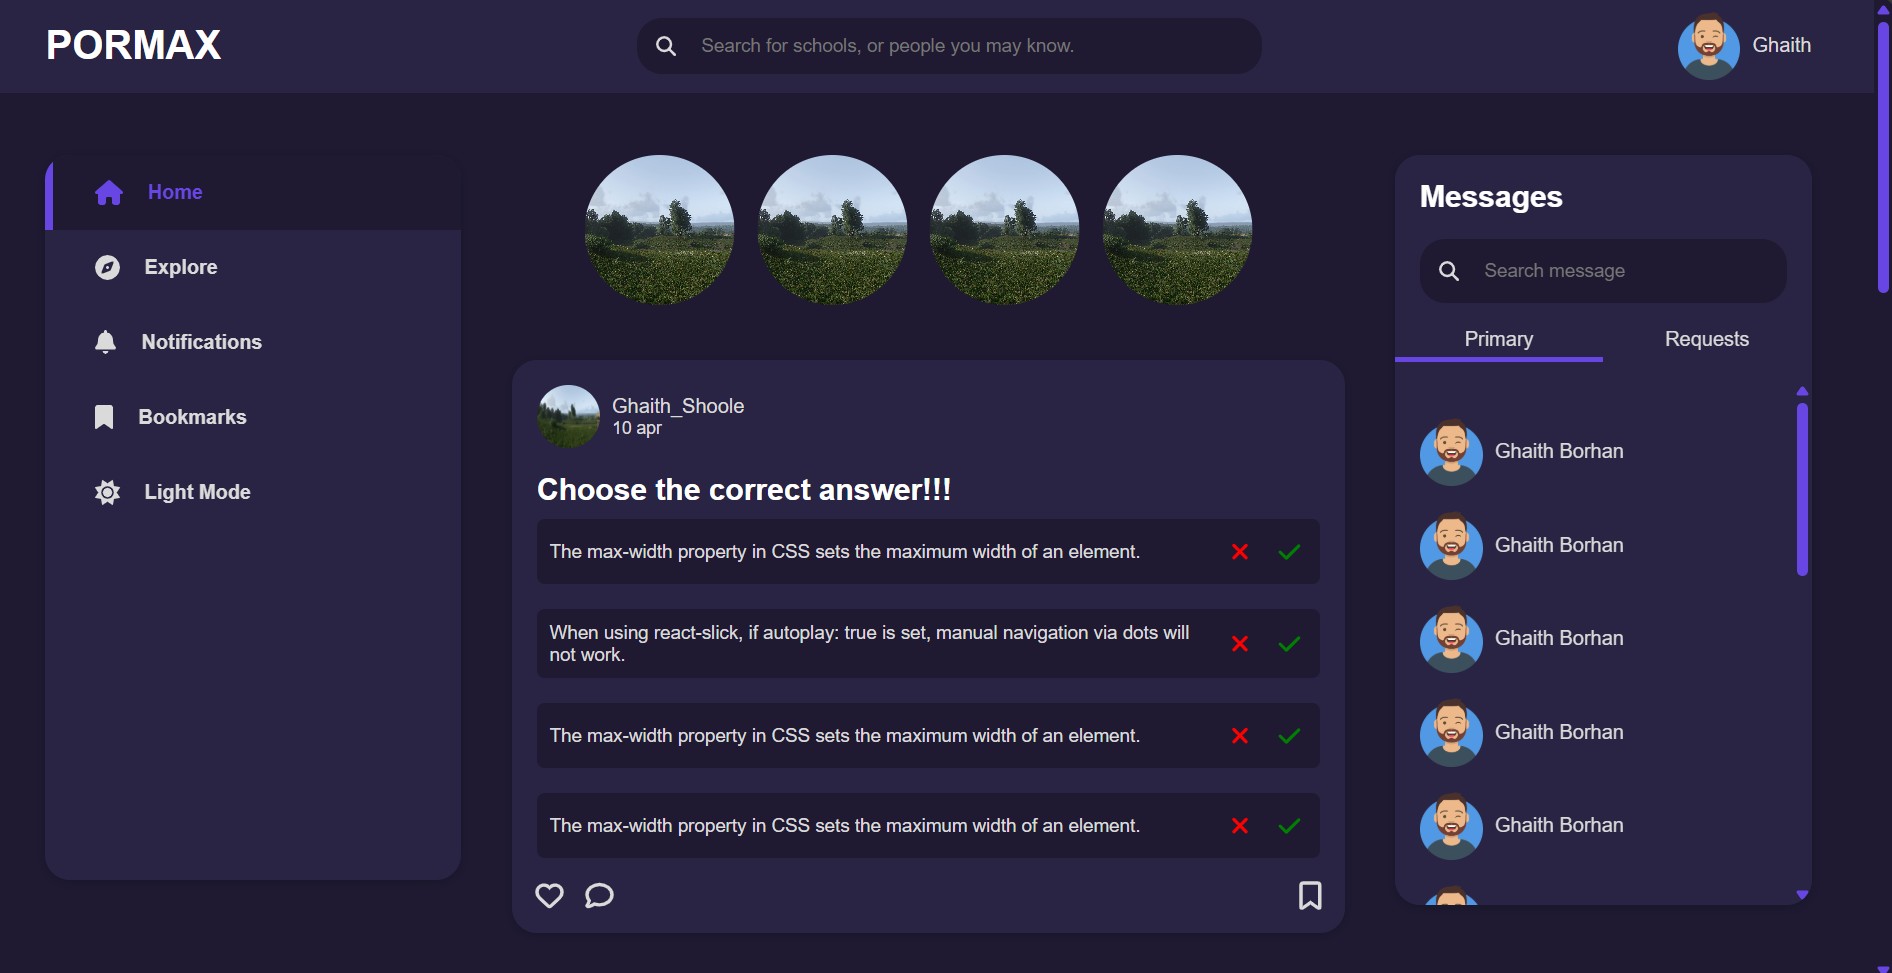 PORMAX
Search for schools, or people you may know.
Ghaith
Home
Explore
Notifications
Bookmarks
Light Mode
Ghaith_Shoole
10 apr
Choose the correct answer!!!
The max-width property in CSS sets the maximum width of an element.
When using react-slick, if autoplay: true is set, manual navigation via dots will
not work.
The max-width property in CSS sets the maximum width of an element.
The max-width property in CSS sets the maximum width of an element.
Messages
Search message
Primary
Requests
Ghaith Borhan
Ghaith Borhan
Ghaith Borhan
Ghaith Borhan
Ghaith Borhan